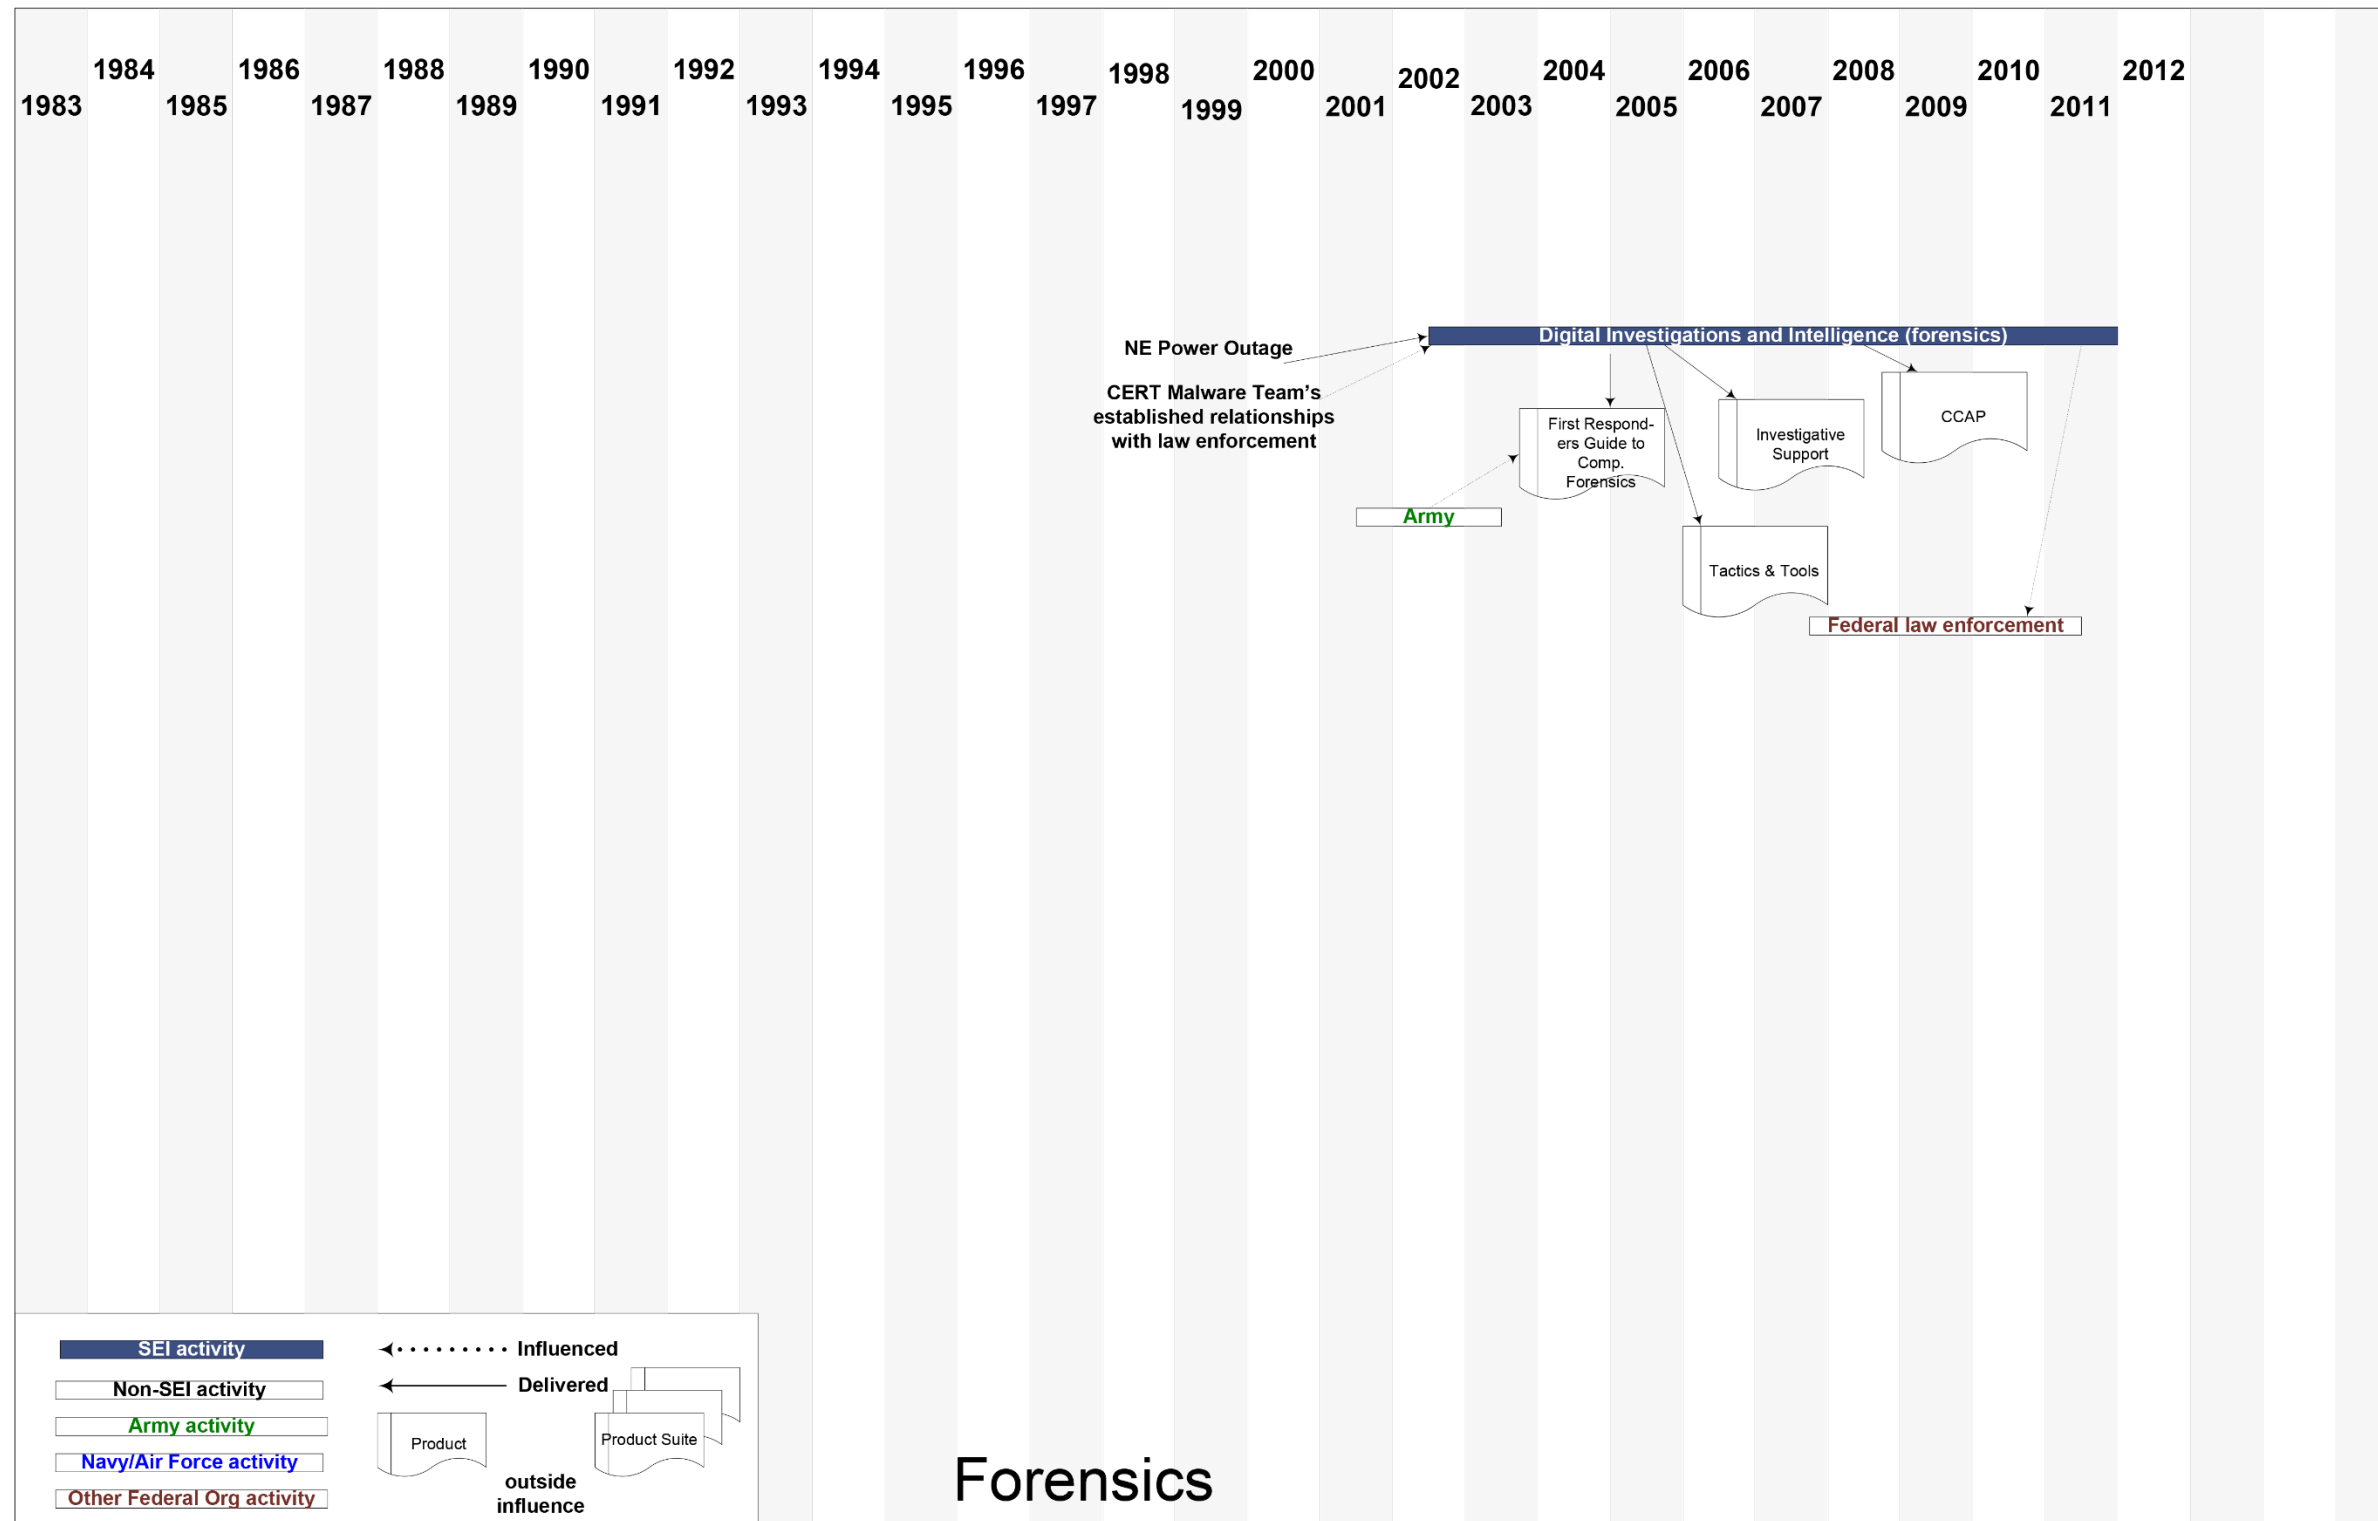 1984 1986 1988 1990 1992 1994 1996 1998 2000 2002 2004 2006 2008 2010 2012
1983 1985 1987 1989 1991 1993 1995 1997 1999 2001 2003 2005 2007 2009 2011
Digital Investigations and Intelligence (forensics)
NE Power Outage
CERT Malware Team’s
established relationships
with law enforcement
First Respond-
ers Guide to
Comp.
Forensics
Investigative
Support
CCAP
Army
Tactics & Tools
Federal law enforcement
SEI activity
Non-SEI activity
Army activity
Navy/Air Force activity
Other Federal Org activity
Influenced
Delivered
Product
Product Suite
outside
influence
Forensics